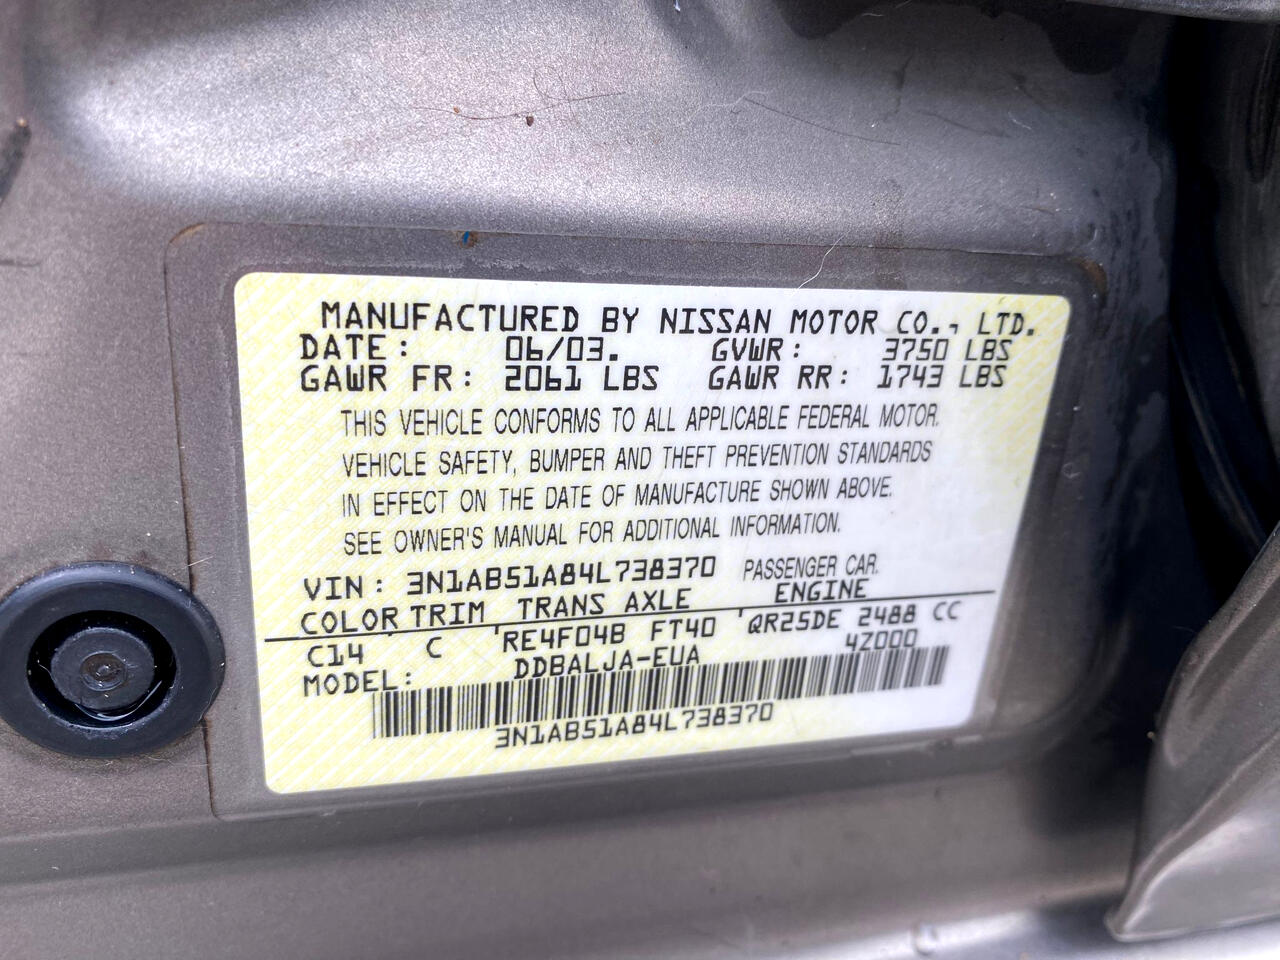 MANUFACTURED BY NISSAN MOTOR CO., LTD.
DATE: 06/03. GVWR: 3750 LBS
GAWR FR: 2061 LBS GAWR RR: 1743 LBS
THIS VEHICLE CONFORMS TO ALL APPLICABLE FEDERAL MOTOR.
VEHICLE SAFETY, BUMPER AND THEFT PREVENTION STANDARDS
IN EFFECT ON THE DATE OF MANUFACTURE SHOWN ABOVE.
SEE OWNER'S MANUAL FOR ADDITIONAL INFORMATION.
VIN: 3N1AB51A84L738370 PASSENGER CAR.
COLOR TRIM TRANS AXLE ENGINE
C14 C RE4F04B FT40 QR25DE 2488 CC
MODEL: DDBALJA-EUA 4Z000
3N1AB51A84L738370